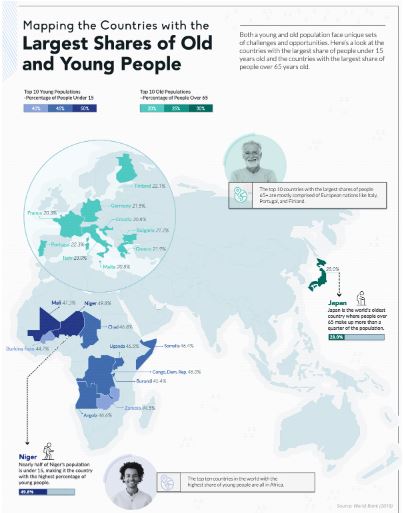 Mapping the Countries with the
Largest Shares of Old
and Young People
Both a young and old population face unique sets
of challenges and opportunities. Here's a look at the
countries with the largest share of people under 15
years old and the countries with the largest share of
people over 65 years old.
Top 10 Young Populations
-Percentage of People Under 15
40% 45% 50%
Top 10 Old Populations
-Percentage of People Over 65
20% 25% 30%
Finland 22.1%
Germany 21.5%
France 20.3%
Croatia 20.8%
Bulgaria 21.2%
Portugal 22.3%
Greece 21.9%
Italy 23.0%
Malta 20.8%
The top 10 countries with the largest shares of people
65+ are mostly comprised of European nations like Italy,
Portugal, and Finland.
28.0%
Japan
Japan is the world's oldest
country where people over
65 make up more than a
quarter of the population.
28.0%
Mali 47.3%
Niger 49.8%
Chad 46.8%
Burkina Faso 44.7%
Uganda 46.5%
Somalia 46.4%
Congo, Dem. Rep. 46.0%
Burundi 45.4%
Zambia 44.5%
Angola 46.6%
Niger
Nearly half of Niger's population
is under 15, making it the country
with the highest percentage of
young people.
49.8%
The top ten countries in the world with the
highest share of young people are all in Africa.
Source: World Bank (2019)